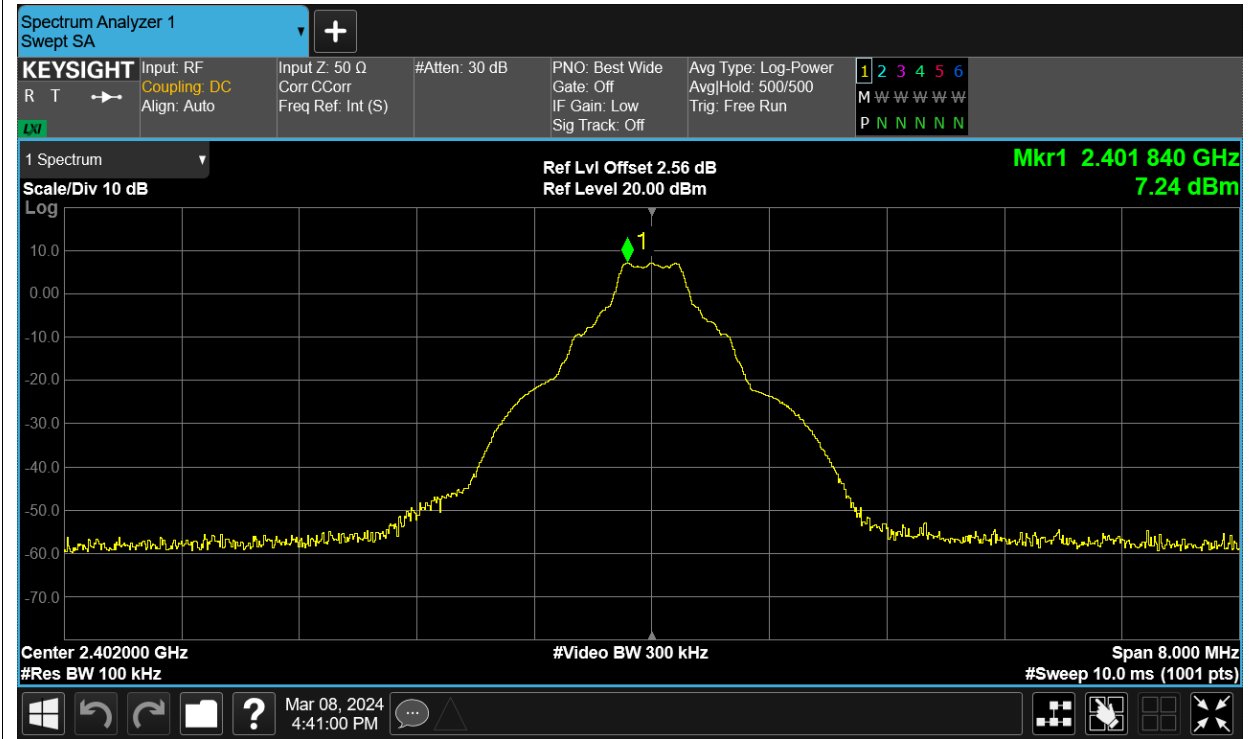 Spectrum Analyzer 1
Swept SA
+
KEYSIGHT
R T
LXI
Input: RF
Coupling: DC
Align: Auto
Input Z: 50 Ω
Corr CCorr
Freq Ref: Int (S)
#Atten: 30 dB
PNO: Best Wide
Gate: Off
IF Gain: Low
Sig Track: Off
Avg Type: Log-Power
Avg|Hold: 500/500
Trig: Free Run
1 2 3 4 5 6
M W W W W W
P N N N N N
1 Spectrum
Scale/Div 10 dB
Ref Lvl Offset 2.56 dB
Ref Level 20.00 dBm
Mkr1 2.401 840 GHz
7.24 dBm
Log
1
10.0
0.00
-10.0
-20.0
-30.0
-40.0
-50.0
-60.0
-70.0
Center 2.402000 GHz
#Res BW 100 kHz
#Video BW 300 kHz
Span 8.000 MHz
#Sweep 10.0 ms (1001 pts)
?
Mar 08, 2024
4:41:00 PM